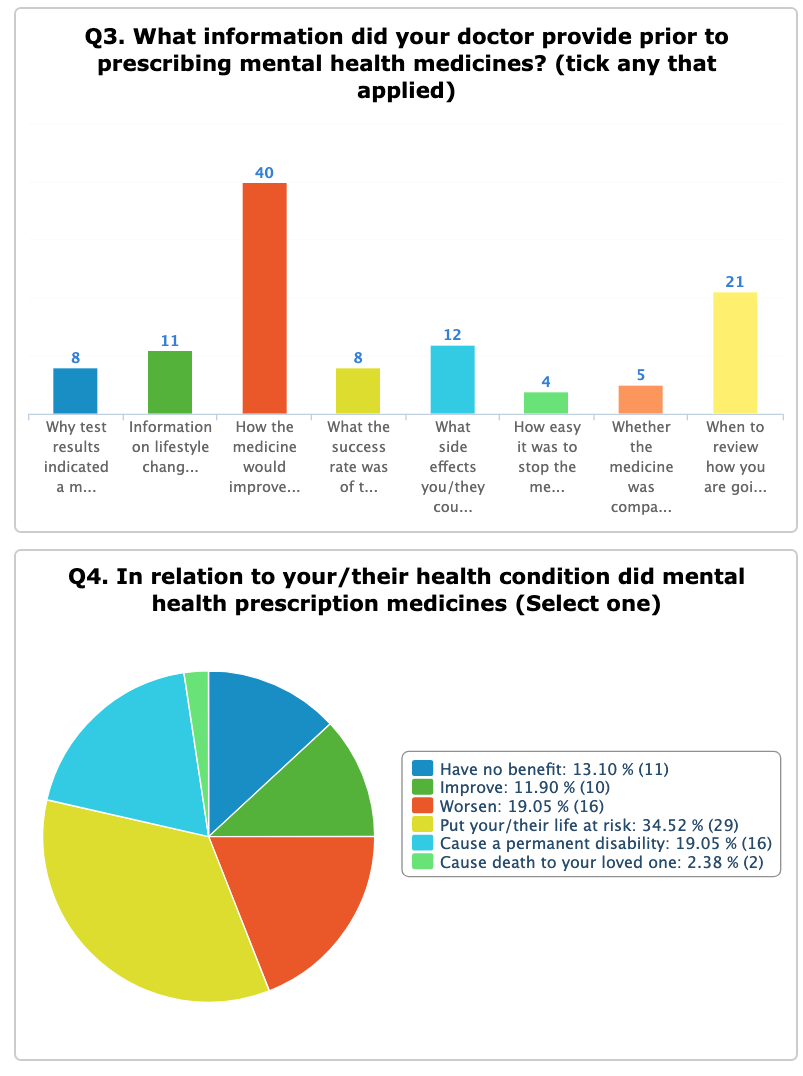 Q3. What information did your doctor provide prior to
prescribing mental health medicines? (tick any that
applied)
8
11
40
8
12
4
5
21
Why test
results
indicated
a m...
Information
on lifestyle
chang...
How the
medicine
would
improve...
What the
success
rate was
of t...
What
side
effects
you/they
cou...
How easy
it was to
stop the
me...
Whether
the
medicine
was
compa...
When to
review
how you
are goi...
Q4. In relation to your/their health condition did mental
health prescription medicines (Select one)
Have no benefit: 13.10 % (11)
Improve: 11.90 % (10)
Worsen: 19.05 % (16)
Put your/their life at risk: 34.52 % (29)
Cause a permanent disability: 19.05 % (16)
Cause death to your loved one: 2.38 % (2)